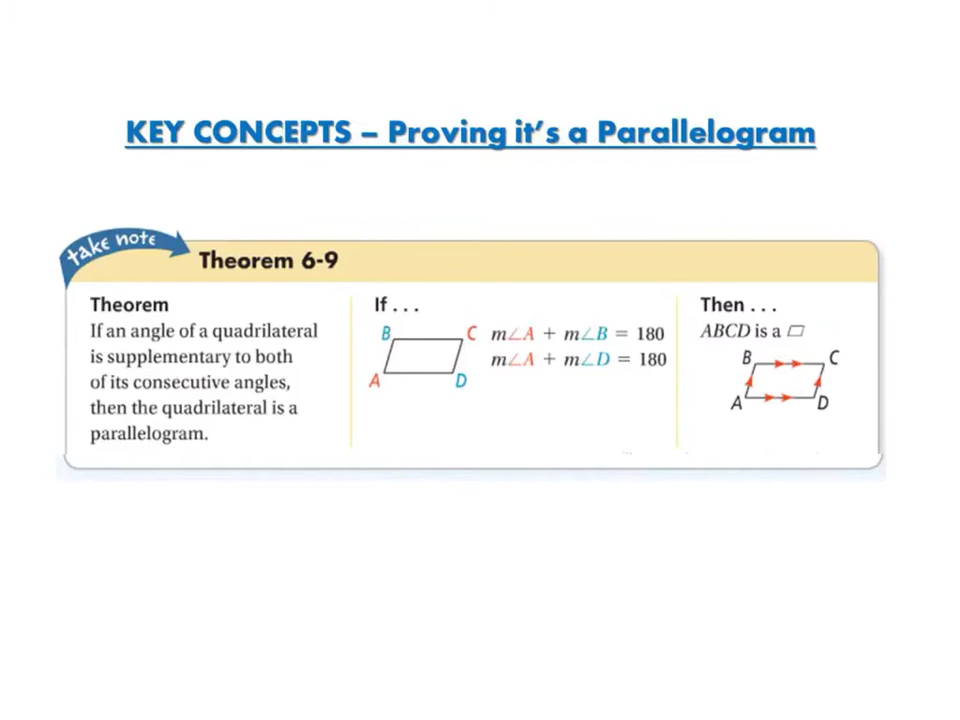 KEY CONCEPTS – Proving it's a Parallelogram
take note
Theorem 6-9
Theorem
If an angle of a quadrilateral
is supplementary to both
of its consecutive angles,
then the quadrilateral is a
parallelogram.
If . . .
B C
A D
m∠A + m∠B = 180
m∠A + m∠D = 180
Then . . .
ABCD is a ▱
B C
A D